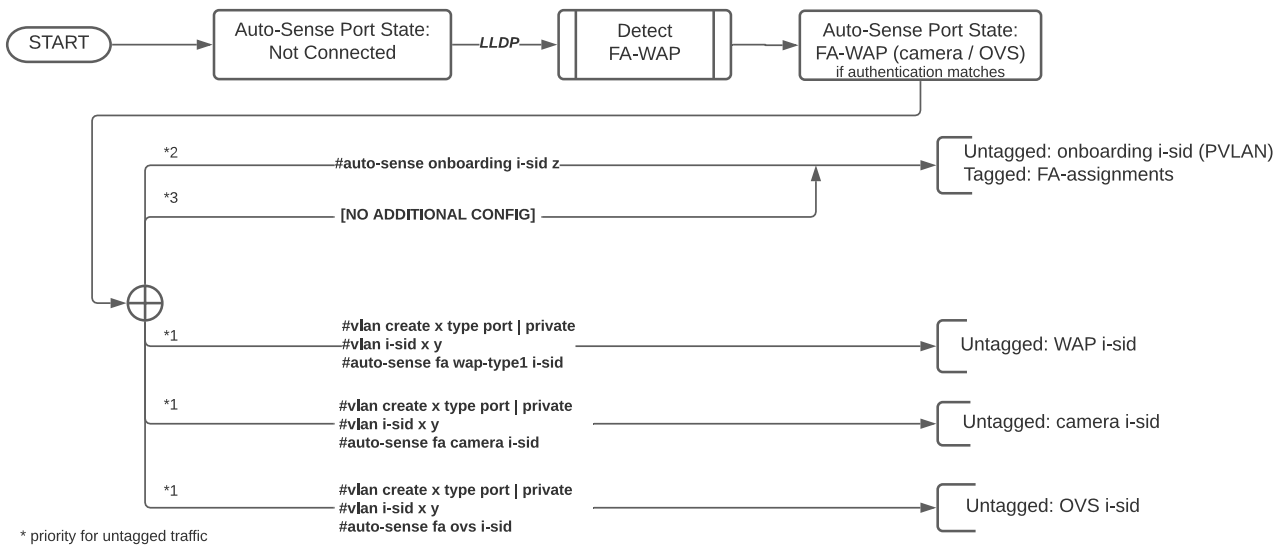 START
Auto-Sense Port State:
Not Connected
LLDP
Detect
FA-WAP
Auto-Sense Port State:
FA-WAP (camera / OVS)
if authentication matches
*2
#auto-sense onboarding i-sid z
Untagged: onboarding i-sid (PVLAN)
Tagged: FA-assignments
*3
[NO ADDITIONAL CONFIG]
*1
#vlan create x type port | private
#vlan i-sid x y
#auto-sense fa wap-type1 i-sid
Untagged: WAP i-sid
*1
#vlan create x type port | private
#vlan i-sid x y
#auto-sense fa camera i-sid
Untagged: camera i-sid
*1
#vlan create x type port | private
#vlan i-sid x y
#auto-sense fa ovs i-sid
Untagged: OVS i-sid
* priority for untagged traffic